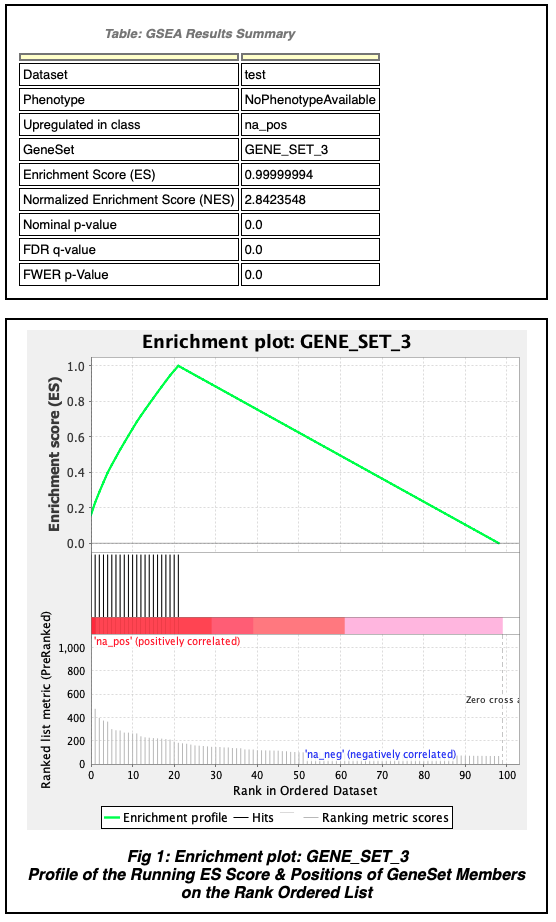 Table: GSEA Results Summary
Dataset test
Phenotype NoPhenotypeAvailable
Upregulated in class na_pos
GeneSet GENE_SET_3
Enrichment Score (ES) 0.99999994
Normalized Enrichment Score (NES) 2.8423548
Nominal p-value 0.0
FDR q-value 0.0
FWER p-Value 0.0
Enrichment plot: GENE_SET_3
Enrichment score (ES)
1.0
0.8
0.6
0.4
0.2
0.0
'na_pos' (positively correlated)
Ranked list metric (PreRanked)
1,000
800
600
400
200
0
Zero cross a
'na_neg' (negatively correlated)
0 10 20 30 40 50 60 70 80 90 100
Rank in Ordered Dataset
Enrichment profile Hits Ranking metric scores
Fig 1: Enrichment plot: GENE_SET_3
Profile of the Running ES Score & Positions of GeneSet Members
on the Rank Ordered List